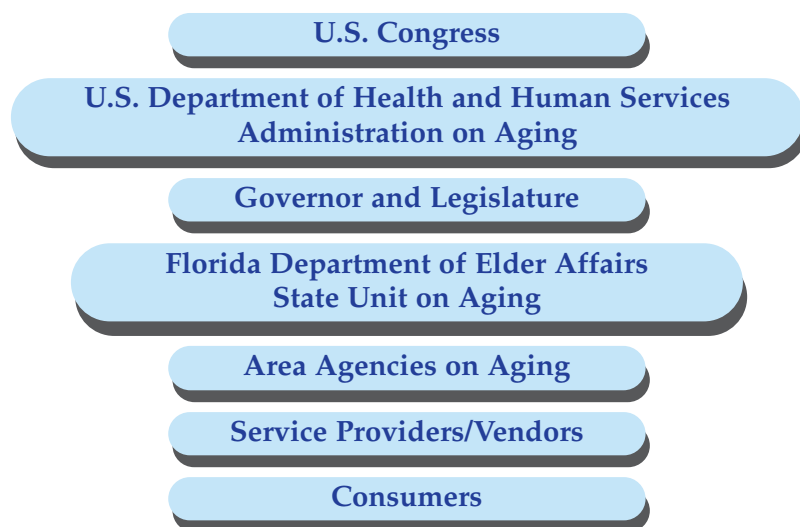 U.S. Congress
U.S. Department of Health and Human Services
Administration on Aging
Governor and Legislature
Florida Department of Elder Affairs
State Unit on Aging
Area Agencies on Aging
Service Providers/Vendors
Consumers